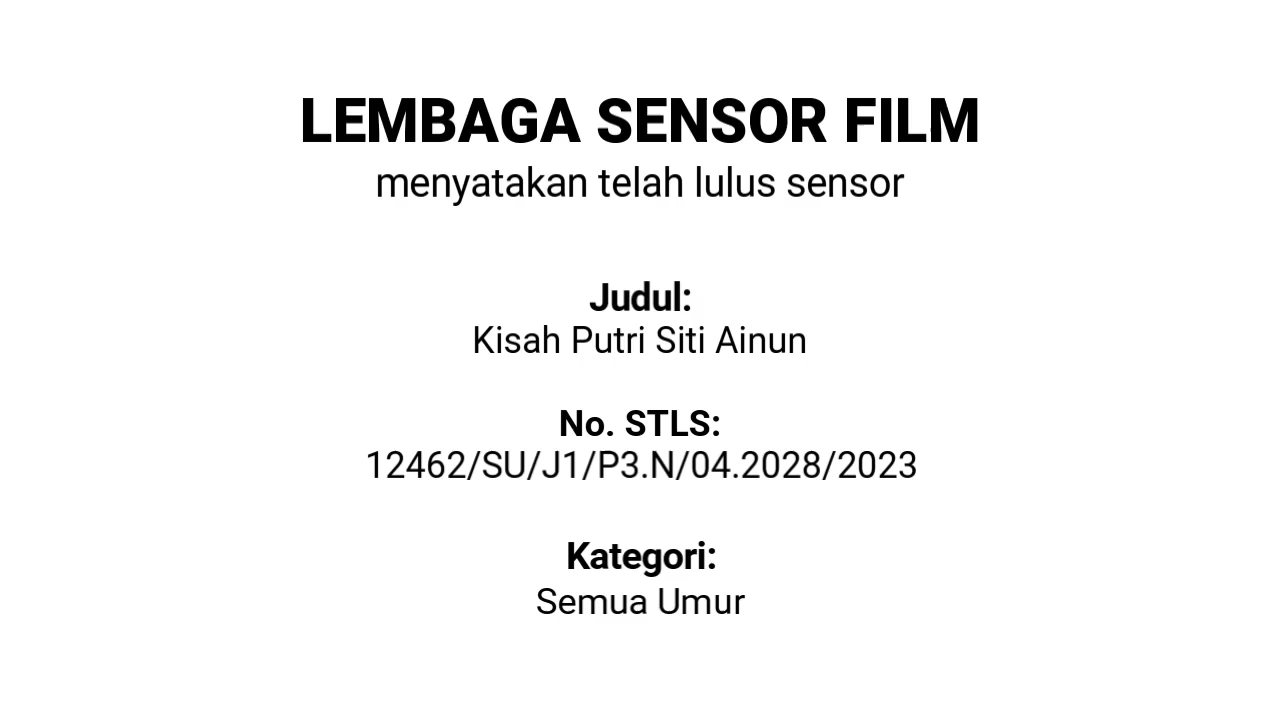 LEMBAGA SENSOR FILM
menyatakan telah lulus sensor
Judul:
Kisah Putri Siti Ainun
No. STLS:
12462/SU/J1/P3.N/04.2028/2023
Kategori:
Semua Umur